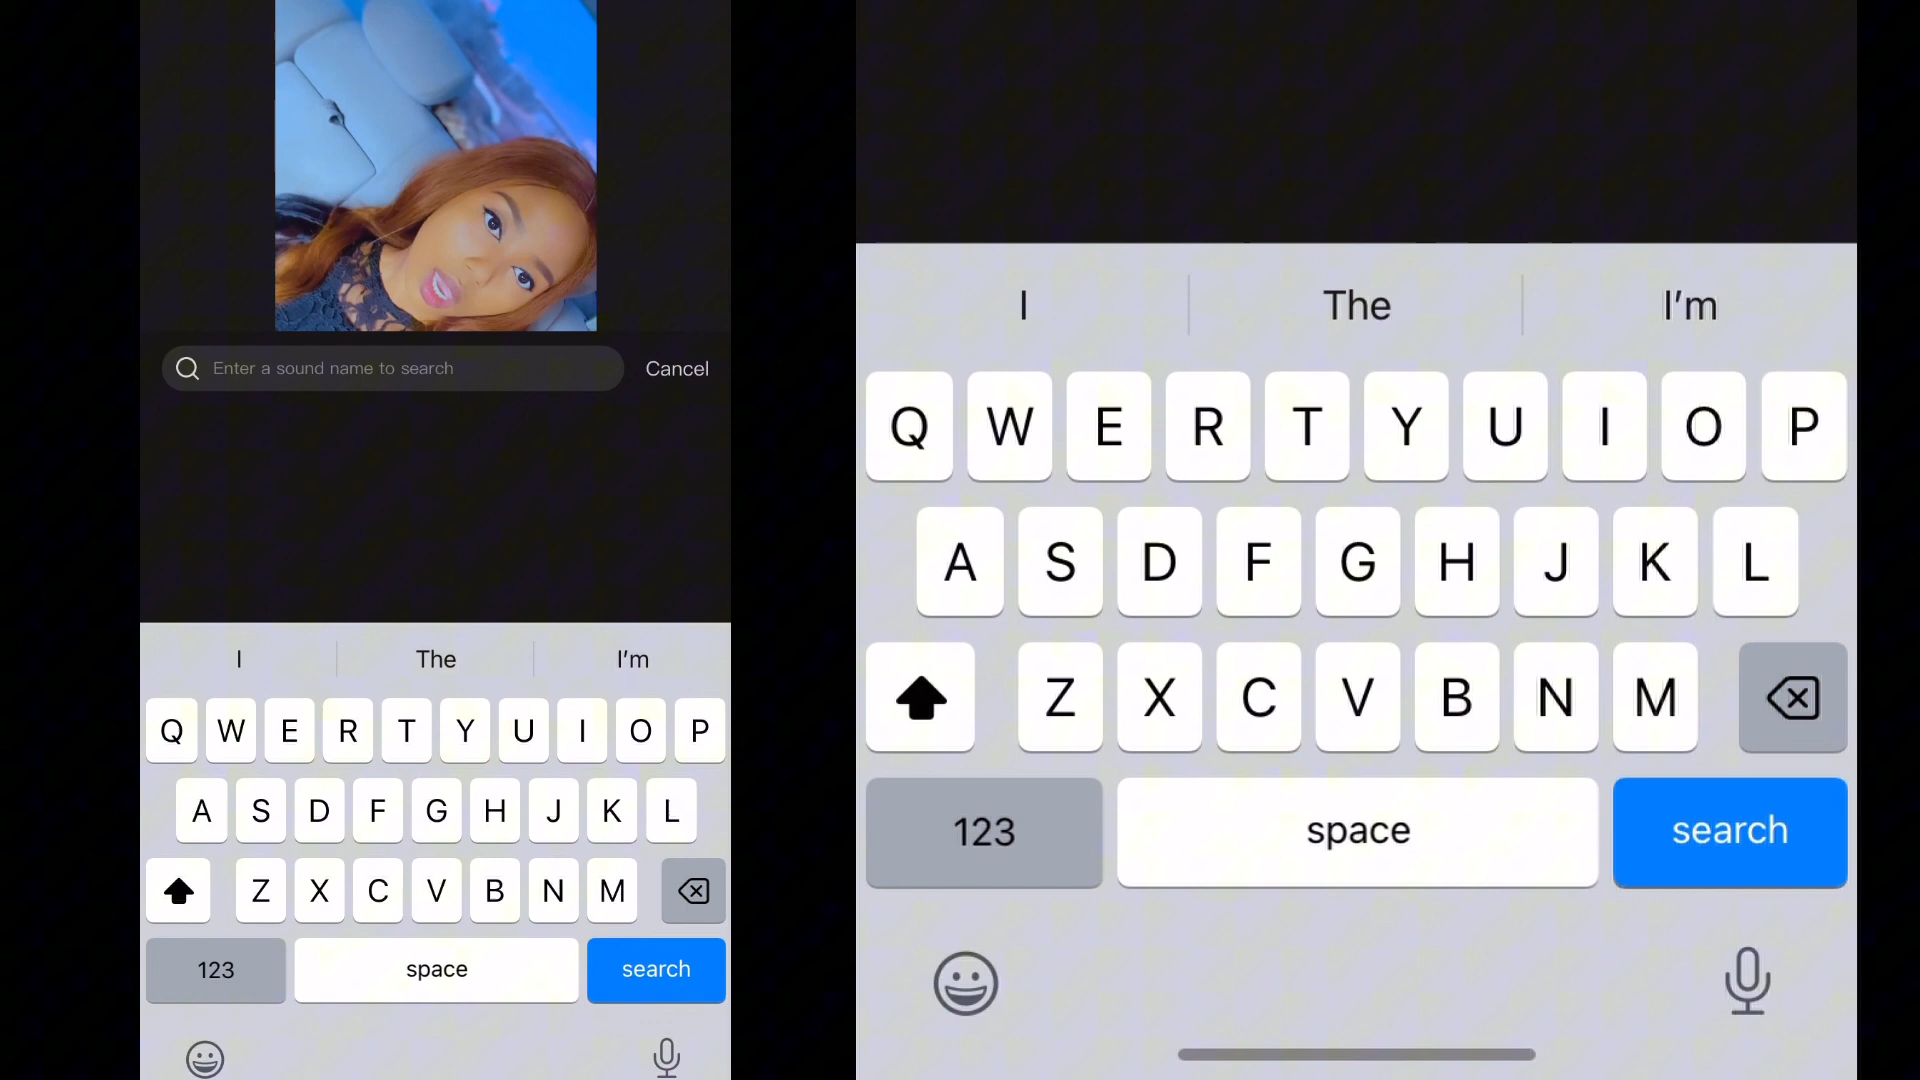 Enter a sound name to search
Cancel
I The I'm
Q W E R T Y U I O P
A S D F G H J K L
Z X C V B N M
123 space search
I The I'm
Q W E R T Y U I O P
A S D F G H J K L
Z X C V B N M
123 space search